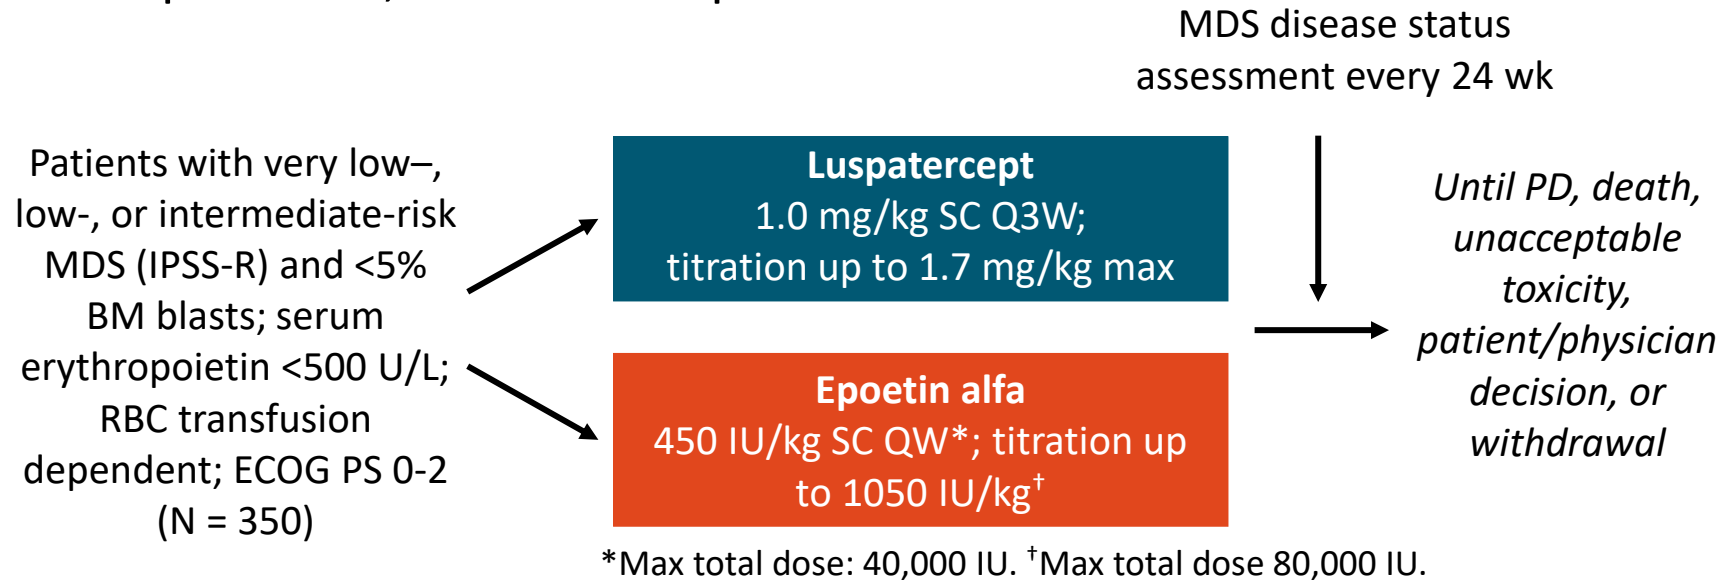 MDS disease status
assessment every 24 wk
Patients with very low–,
low-, or intermediate-risk
MDS (IPSS-R) and <5%
BM blasts; serum
erythropoietin <500 U/L;
RBC transfusion
dependent; ECOG PS 0-2
(N = 350)
Luspatercept
1.0 mg/kg SC Q3W;
titration up to 1.7 mg/kg max
Epoetin alfa
450 IU/kg SC QW*; titration up
to 1050 IU/kg†
Until PD, death,
unacceptable
toxicity,
patient/physician
decision, or
withdrawal
*Max total dose: 40,000 IU. †Max total dose 80,000 IU.